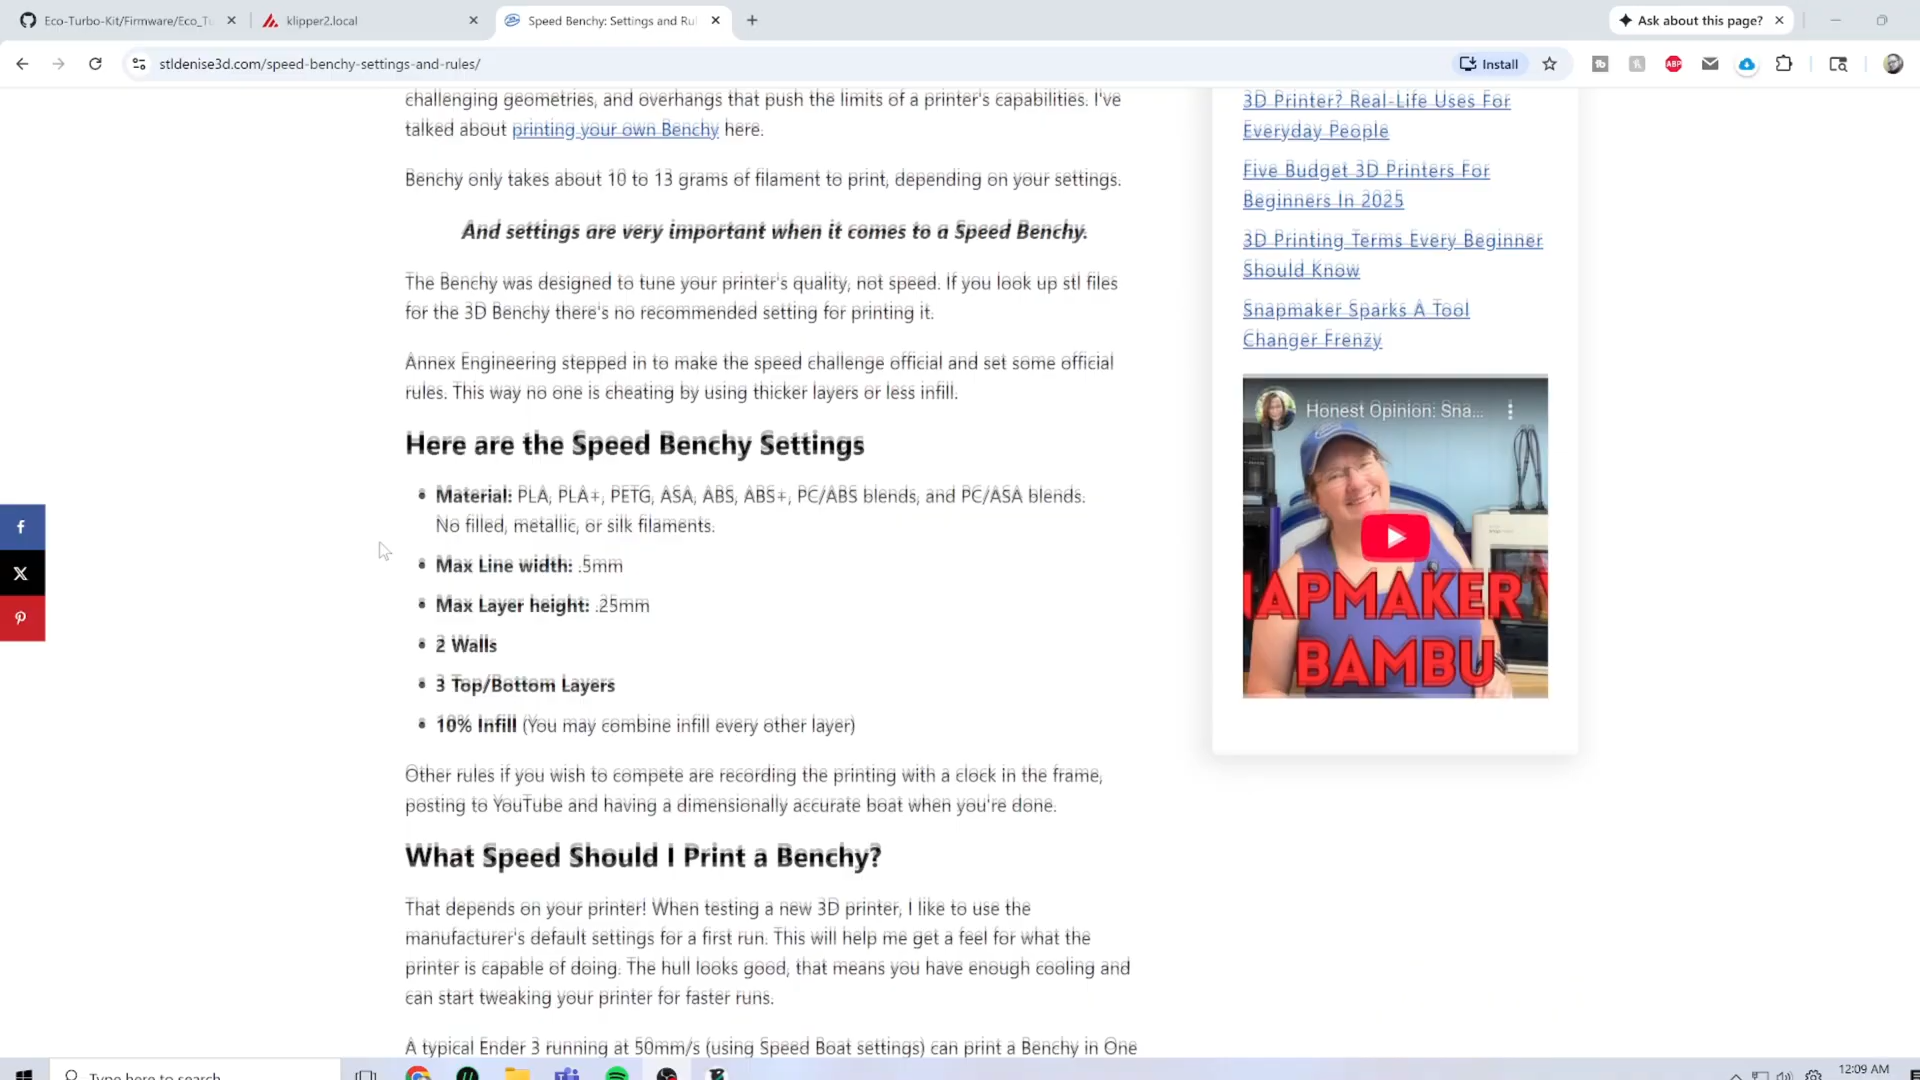 Eco-Turbo-Kit/Firmware/Eco_Tu
klipper2.local
Speed Benchy: Settings and Rul
Ask about this page?
stldenise3d.com/speed-benchy-settings-and-rules/
Install
ABP
challenging geometries, and overhangs that push the limits of a printer's capabilities. I've
talked about printing your own Benchy here.
Benchy only takes about 10 to 13 grams of filament to print, depending on your settings.
And settings are very important when it comes to a Speed Benchy.
The Benchy was designed to tune your printer's quality, not speed. If you look up stl files
for the 3D Benchy there's no recommended setting for printing it.
Annex Engineering stepped in to make the speed challenge official and set some official
rules. This way no one is cheating by using thicker layers or less infill.
Here are the Speed Benchy Settings
• Material: PLA, PLA+, PETG, ASA, ABS, ABS+, PC/ABS blends, and PC/ASA blends.
No filled, metallic, or silk filaments.
• Max Line width: .5mm
• Max Layer height: .25mm
• 2 Walls
• 3 Top/Bottom Layers
• 10% Infill (You may combine infill every other layer)
Other rules if you wish to compete are recording the printing with a clock in the frame,
posting to YouTube and having a dimensionally accurate boat when you're done.
What Speed Should I Print a Benchy?
That depends on your printer! When testing a new 3D printer, I like to use the
manufacturer's default settings for a first run. This will help me get a feel for what the
printer is capable of doing. The hull looks good, that means you have enough cooling and
can start tweaking your printer for faster runs.
A typical Ender 3 running at 50mm/s (using Speed Boat settings) can print a Benchy in One
3D Printer? Real-Life Uses For
Everyday People
Five Budget 3D Printers For
Beginners In 2025
3D Printing Terms Every Beginner
Should Know
Snapmaker Sparks A Tool
Changer Frenzy
Honest Opinion: Sna...
NAPMAKER V
BAMBU
Type here to search
12:09 AM